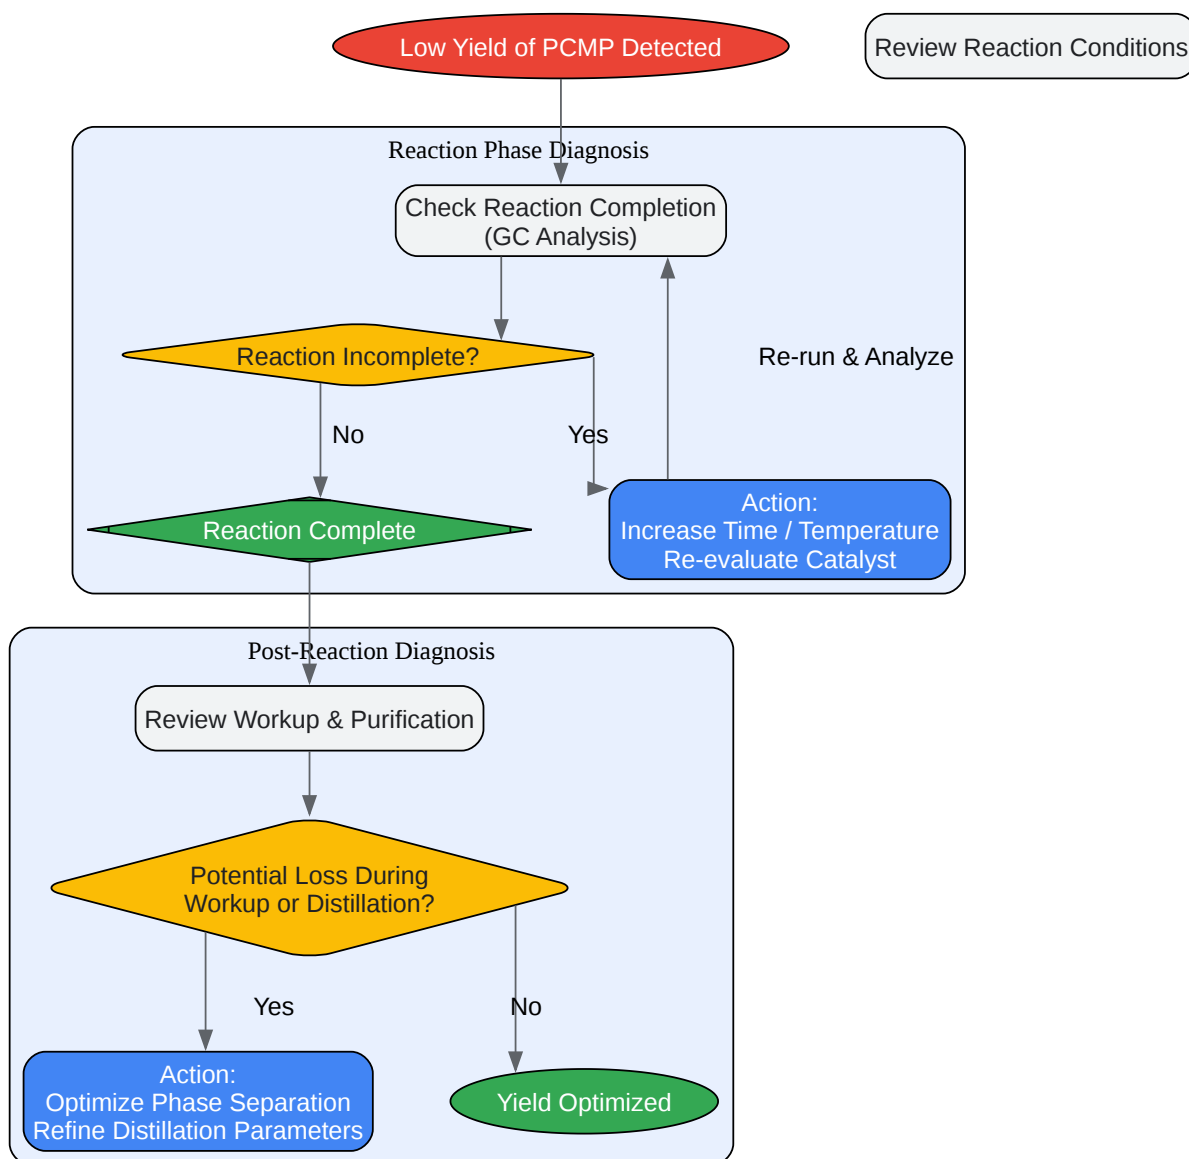 Low Yield of PCMP Detected
Review Reaction Conditions
Reaction Phase Diagnosis
Check Reaction Completion
(GC Analysis)
Reaction Incomplete?
Re-run & Analyze
No
Yes
Reaction Complete
Action:
Increase Time / Temperature
Re-evaluate Catalyst
Post-Reaction Diagnosis
Review Workup & Purification
Potential Loss During
Workup or Distillation?
Yes
No
Action:
Optimize Phase Separation
Refine Distillation Parameters
Yield Optimized